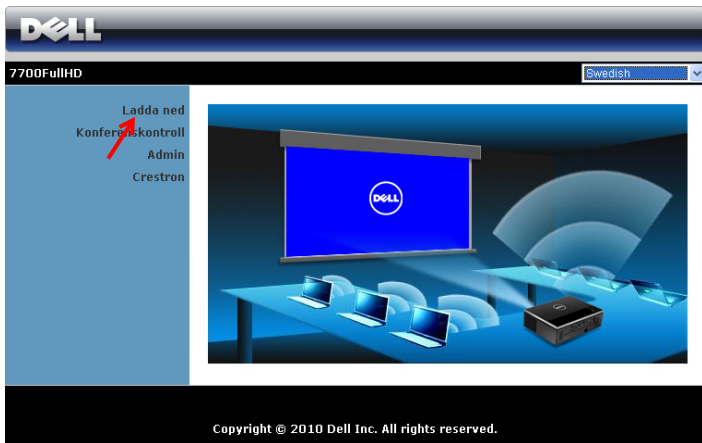 DELL
7700FullHD
Swedish
Ladda ned
Konferenskontroll
Admin
Crestron
DELL
Copyright © 2010 Dell Inc. All rights reserved.